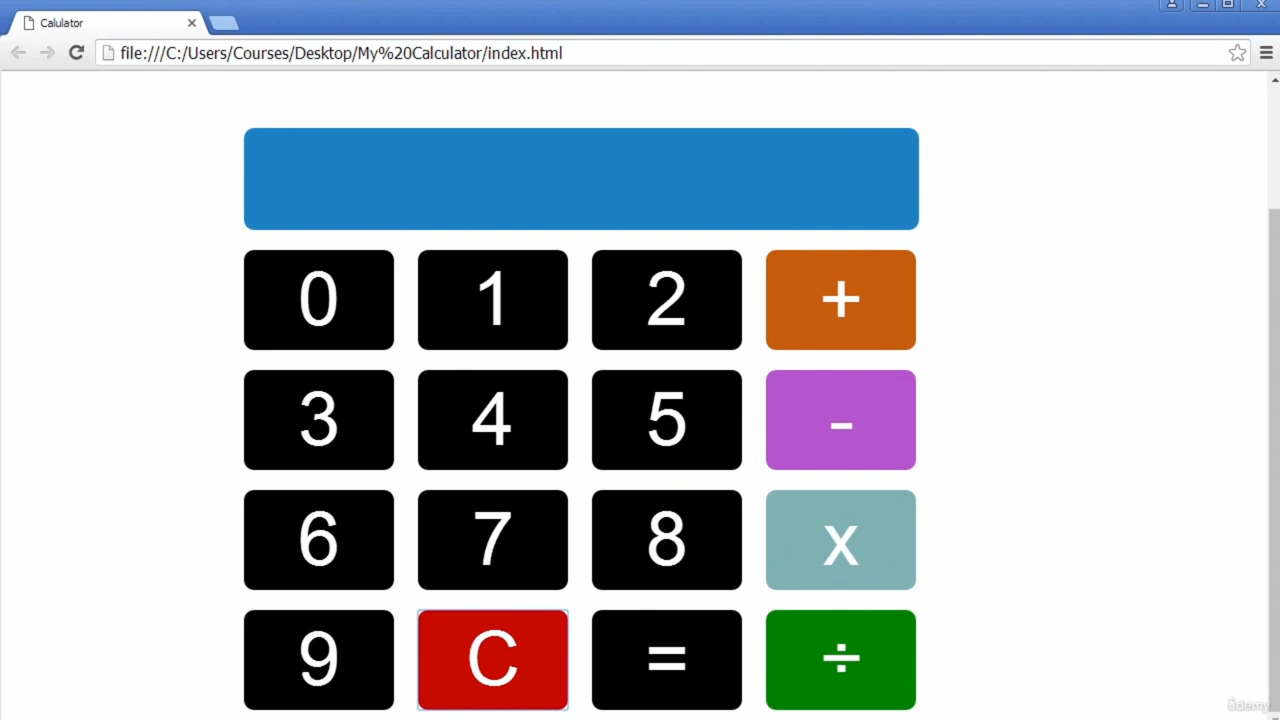 Calulator
file:///C:/Users/Courses/Desktop/My%20Calculator/index.html
0 1 2 +
3 4 5 -
6 7 8 x
9 C = ÷
ûdemy